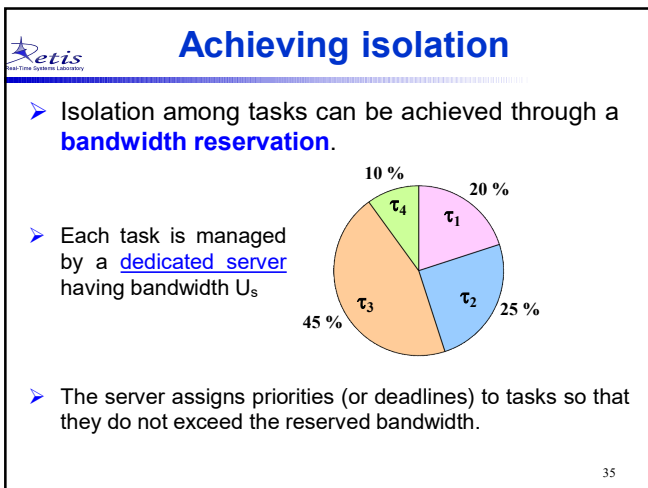 Retis
Real-Time Systems Laboratory
Achieving isolation
➢ Isolation among tasks can be achieved through a
bandwidth reservation.
10 %
20 %
τ4
τ1
➢ Each task is managed
by a dedicated server
having bandwidth Us
τ3
τ2
45 %
25 %
➢ The server assigns priorities (or deadlines) to tasks so that
they do not exceed the reserved bandwidth.
35